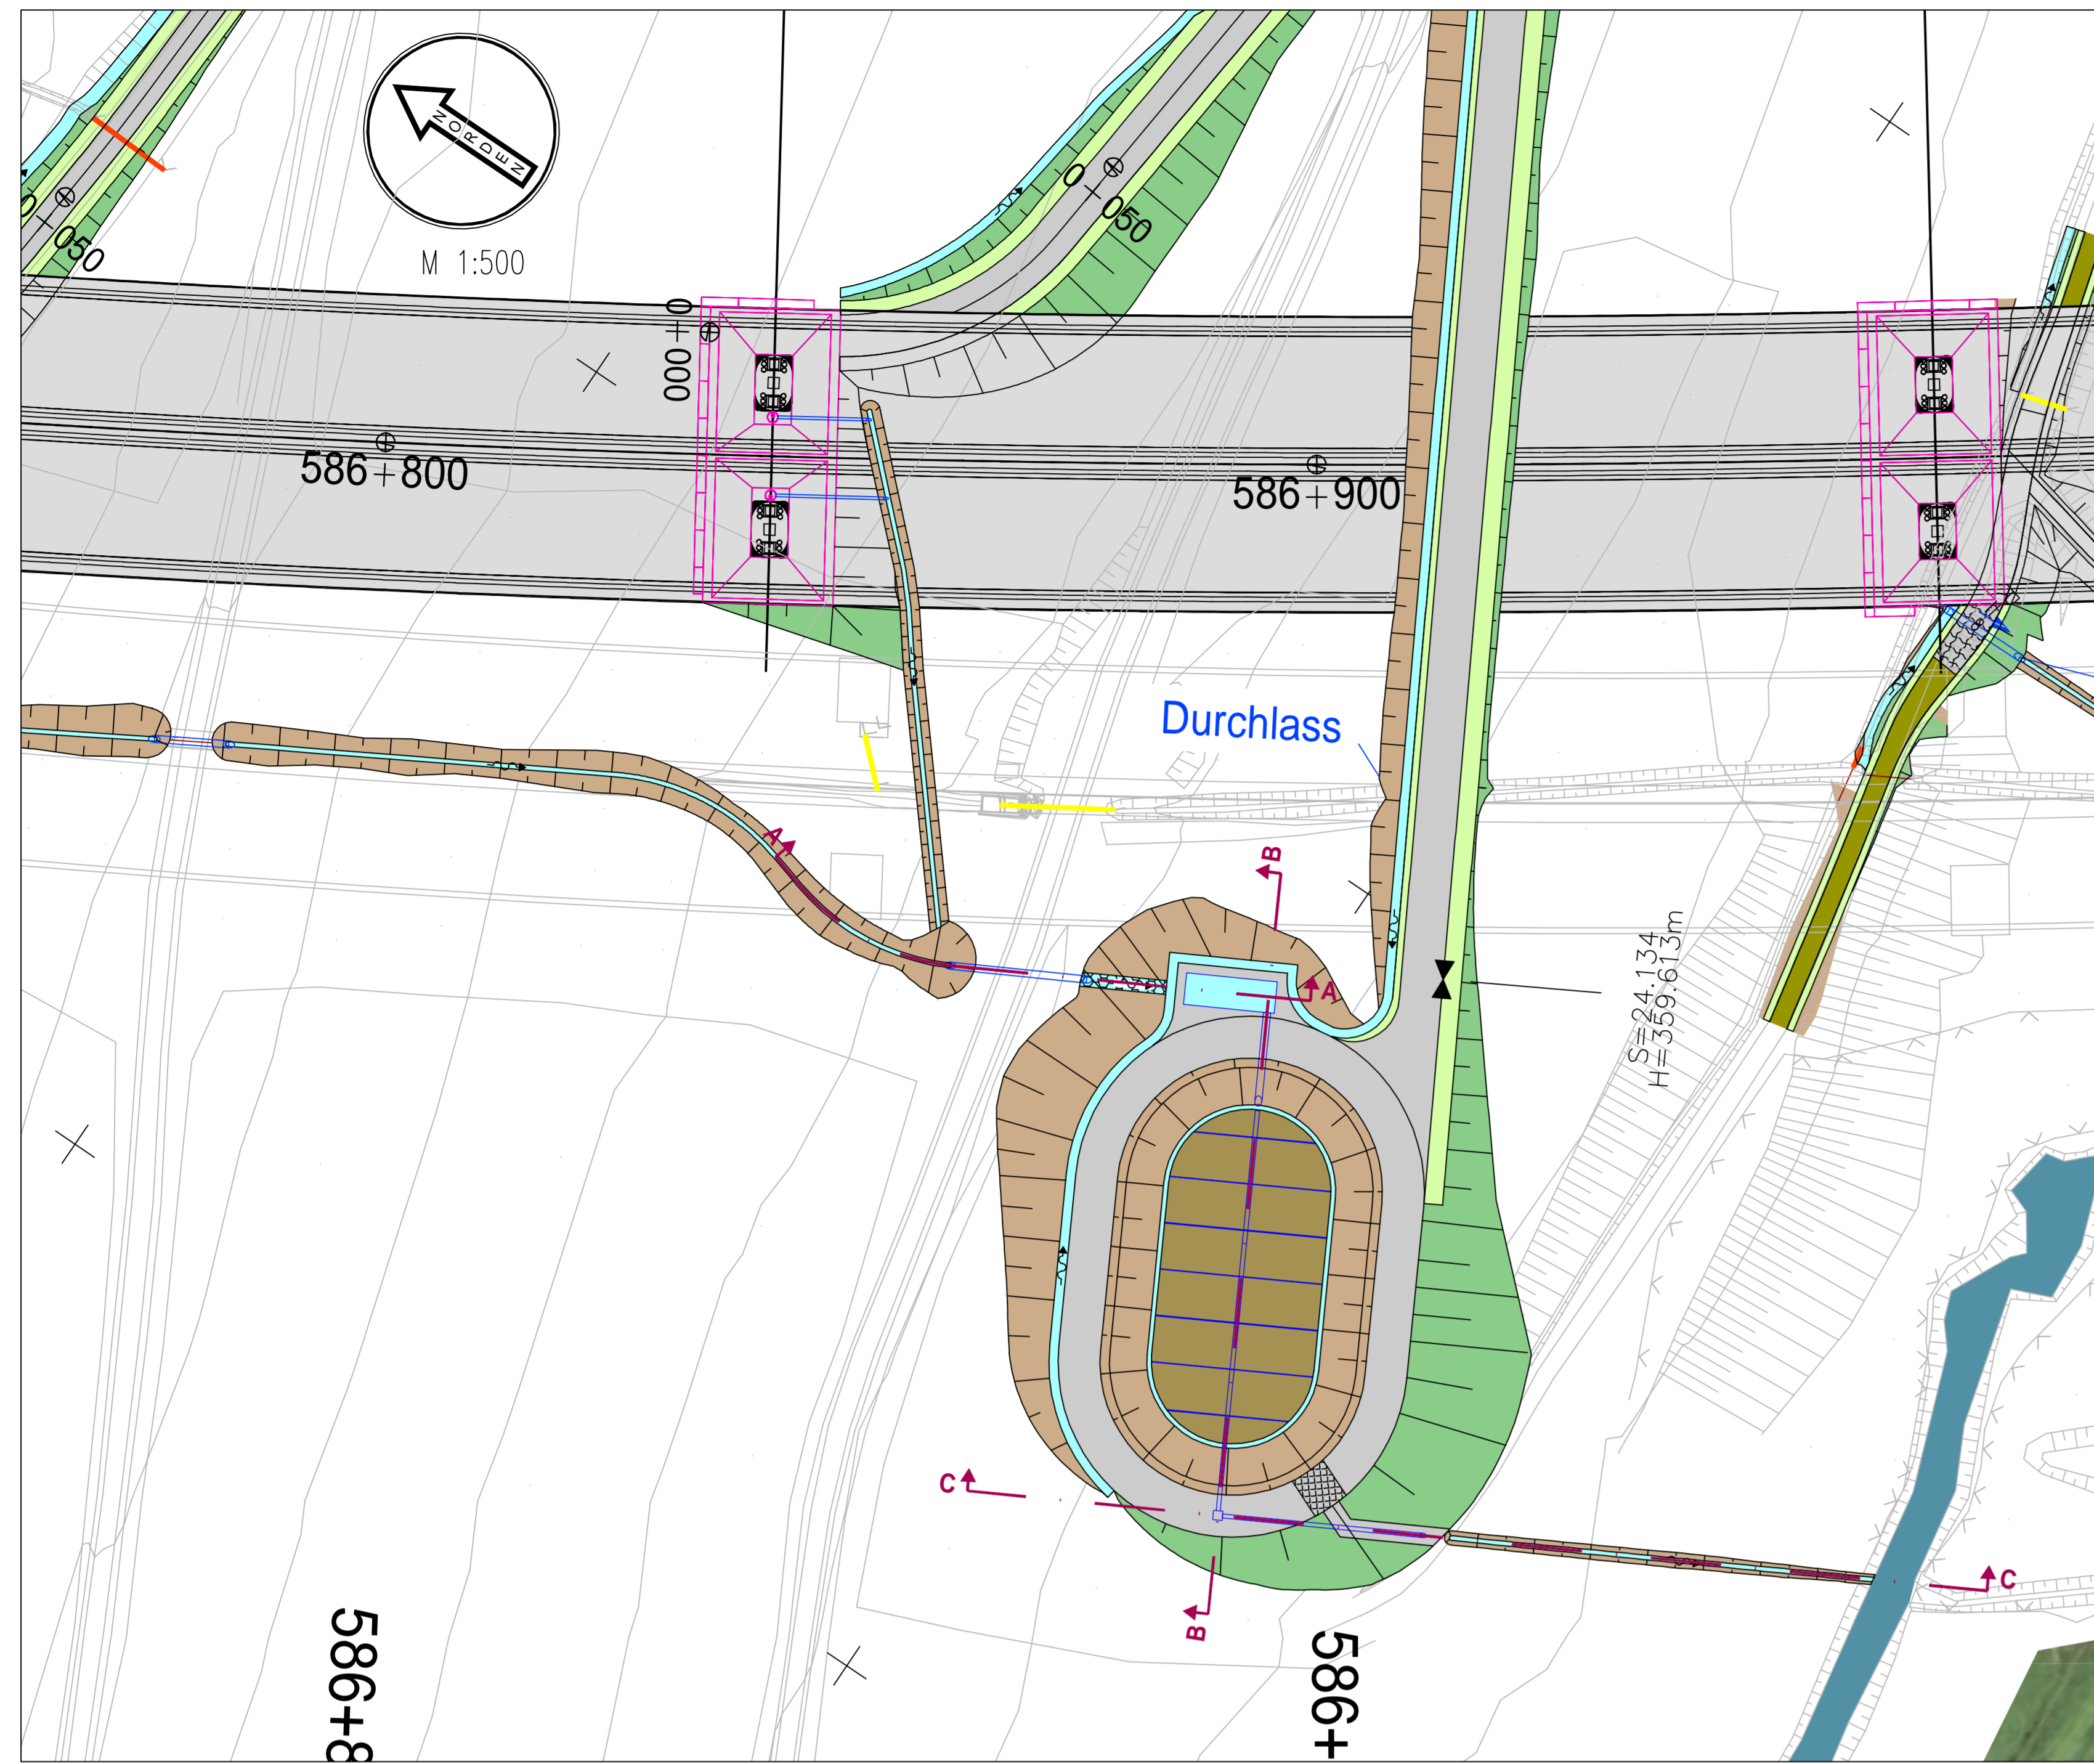 NORDEN
M 1:500
0+050
0+050
0+000
586+800
586+900
Durchlass
A
B
A
S=24.134
H=359.613m
C
C
B
586+8
586+